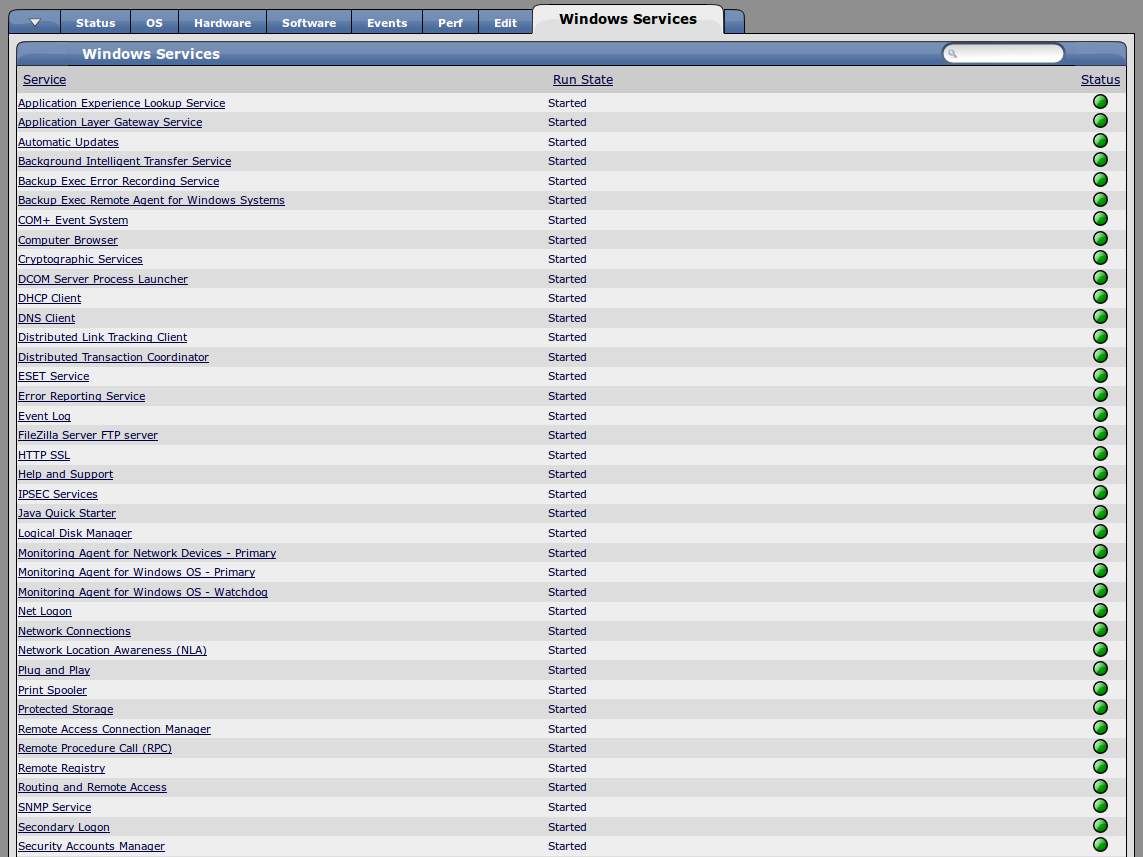 Status OS Hardware Software Events Perf Edit Windows Services
Windows Services
Service Run State Status
Application Experience Lookup Service Started
Application Layer Gateway Service Started
Automatic Updates Started
Background Intelligent Transfer Service Started
Backup Exec Error Recording Service Started
Backup Exec Remote Agent for Windows Systems Started
COM+ Event System Started
Computer Browser Started
Cryptographic Services Started
DCOM Server Process Launcher Started
DHCP Client Started
DNS Client Started
Distributed Link Tracking Client Started
Distributed Transaction Coordinator Started
ESET Service Started
Error Reporting Service Started
Event Log Started
FileZilla Server FTP server Started
HTTP SSL Started
Help and Support Started
IPSEC Services Started
Java Quick Starter Started
Logical Disk Manager Started
Monitoring Agent for Network Devices - Primary Started
Monitoring Agent for Windows OS - Primary Started
Monitoring Agent for Windows OS - Watchdog Started
Net Logon Started
Network Connections Started
Network Location Awareness (NLA) Started
Plug and Play Started
Print Spooler Started
Protected Storage Started
Remote Access Connection Manager Started
Remote Procedure Call (RPC) Started
Remote Registry Started
Routing and Remote Access Started
SNMP Service Started
Secondary Logon Started
Security Accounts Manager Started